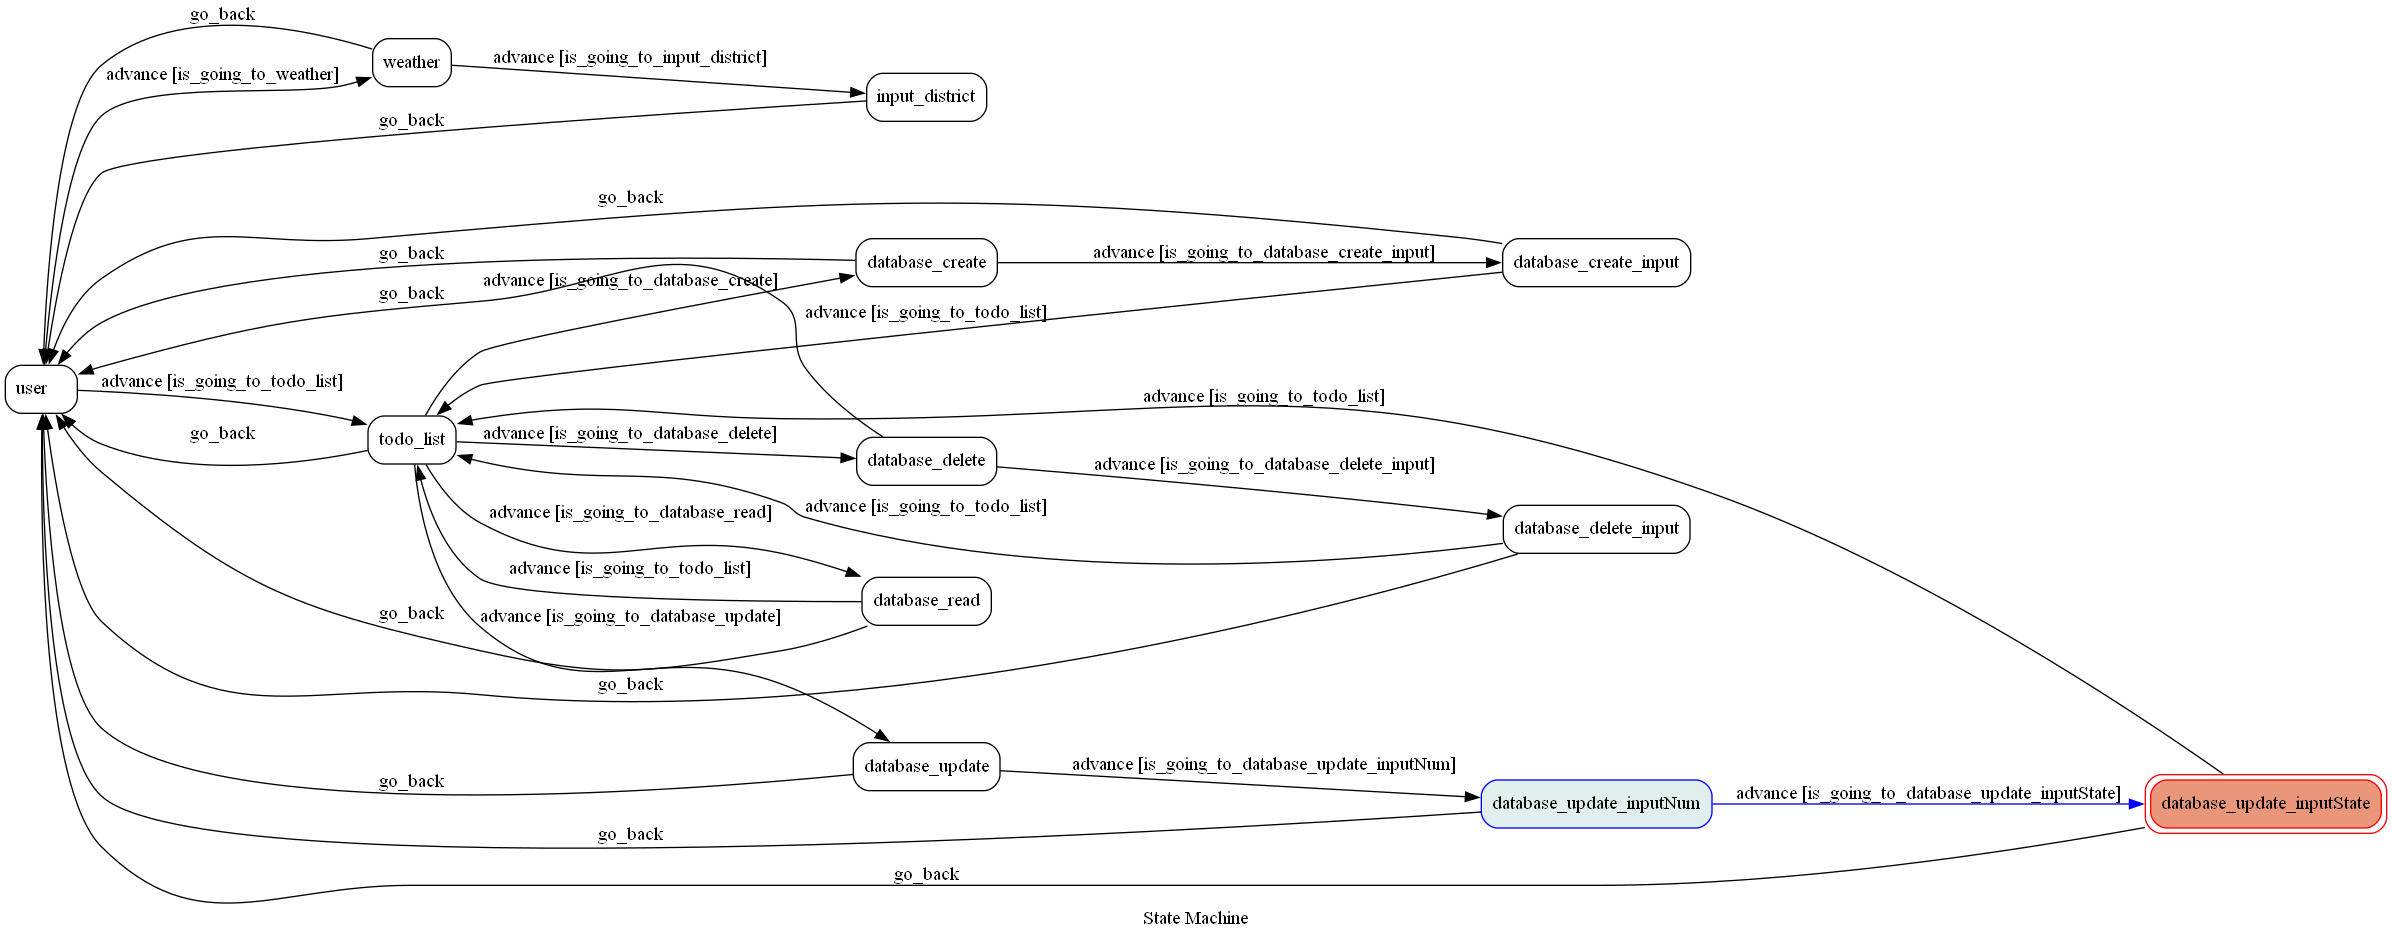 go_back
weather
advance [is_going_to_input_district]
advance [is_going_to_weather]
input_district
go_back
go_back
go_back
database_create
advance [is_going_to_database_create_input]
database_create_input
advance [is_going_to_database_create]
go_back
advance [is_going_to_todo_list]
user
advance [is_going_to_todo_list]
advance [is_going_to_todo_list]
go_back
todo_list
advance [is_going_to_database_delete]
database_delete
advance [is_going_to_database_delete_input]
advance [is_going_to_database_read]
advance [is_going_to_todo_list]
database_delete_input
advance [is_going_to_todo_list]
database_read
go_back
advance [is_going_to_database_update]
go_back
database_update
advance [is_going_to_database_update_inputNum]
go_back
database_update_inputNum
advance [is_going_to_database_update_inputState]
database_update_inputState
go_back
go_back
State Machine